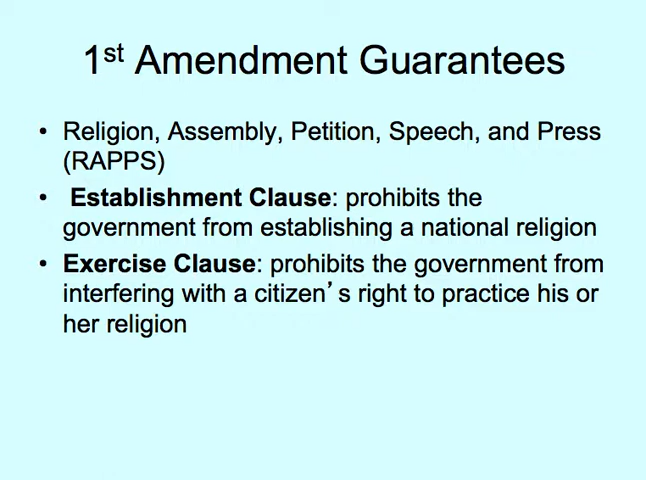 1st Amendment Guarantees
• Religion, Assembly, Petition, Speech, and Press
(RAPPS)
• Establishment Clause: prohibits the
government from establishing a national religion
• Exercise Clause: prohibits the government from
interfering with a citizen’s right to practice his or
her religion